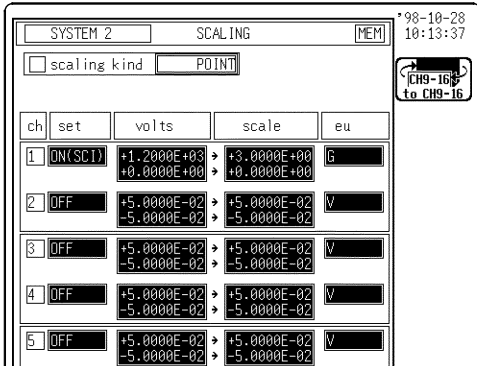 '98-10-28
SYSTEM 2 SCALING MEM 10:13:37
scaling kind POINT
CH9-16
to CH9-16
ch set volts scale eu
1 ON(SCI) +1.2000E+03 → +3.0000E+00 G
+0.0000E+00 → +0.0000E+00
2 OFF +5.0000E-02 → +5.0000E-02 V
-5.0000E-02 → -5.0000E-02
3 OFF +5.0000E-02 → +5.0000E-02 V
-5.0000E-02 → -5.0000E-02
4 OFF +5.0000E-02 → +5.0000E-02 V
-5.0000E-02 → -5.0000E-02
5 OFF +5.0000E-02 → +5.0000E-02 V
-5.0000E-02 → -5.0000E-02